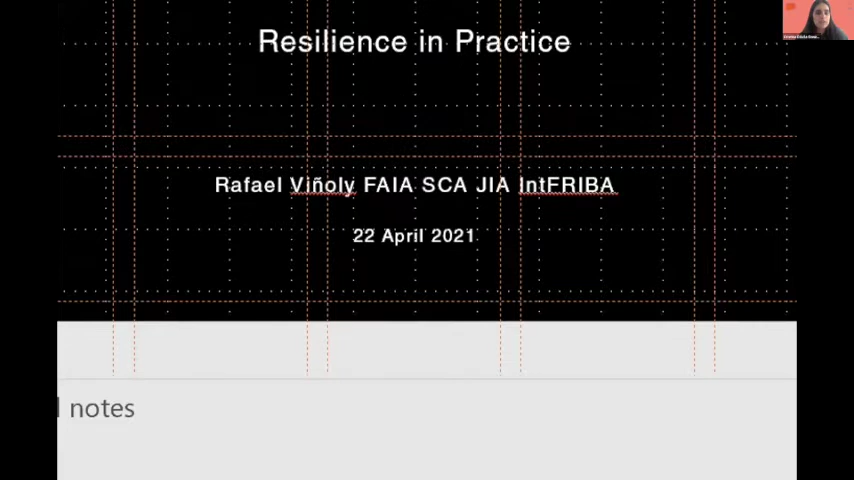 Resilience in Practice
Rafael Viñoly FAIA SCA JIA IntFRIBA
22 April 2021
notes